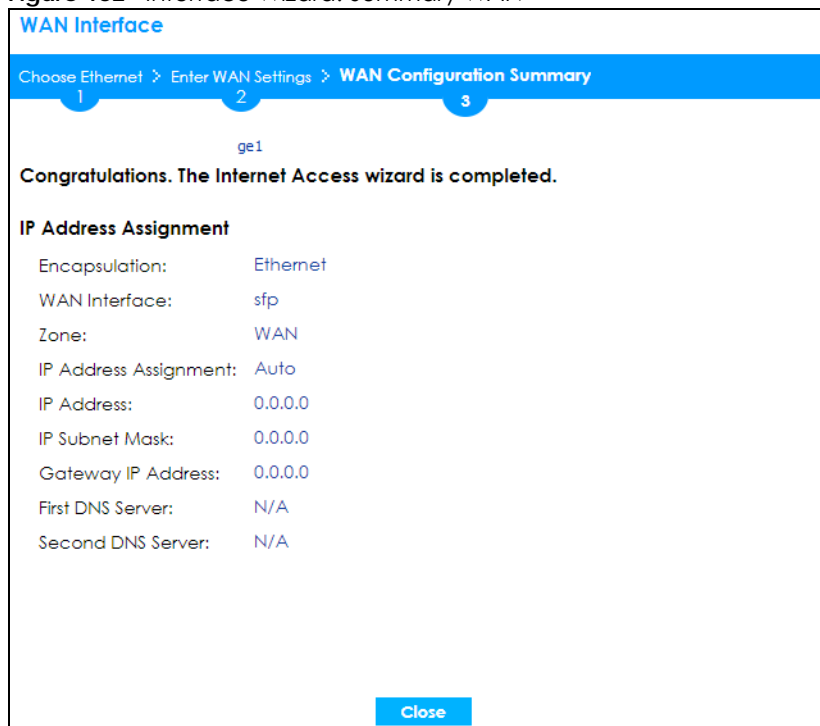 WAN Interface
Choose Ethernet > Enter WAN Settings > WAN Configuration Summary
1 2 3
ge1
Congratulations. The Internet Access wizard is completed.
IP Address Assignment
Encapsulation: Ethernet
WAN Interface: sfp
Zone: WAN
IP Address Assignment: Auto
IP Address: 0.0.0.0
IP Subnet Mask: 0.0.0.0
Gateway IP Address: 0.0.0.0
First DNS Server: N/A
Second DNS Server: N/A
Close